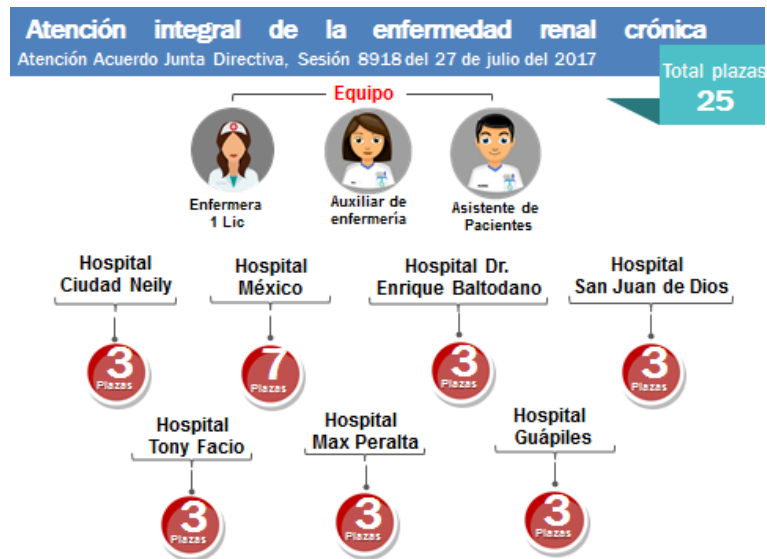 Atención integral de la enfermedad renal crónica
Atención Acuerdo Junta Directiva, Sesión 8918 del 27 de julio del 2017
Total plazas
25
Equipo
Enfermera
1 Lic
Auxiliar de
enfermería
Asistente de
Pacientes
Hospital
Ciudad Neily
3
Plazas
Hospital
México
7
Plazas
Hospital Dr.
Enrique Baltodano
3
Plazas
Hospital
San Juan de Dios
3
Plazas
Hospital
Tony Facio
3
Plazas
Hospital
Max Peralta
3
Plazas
Hospital
Guápiles
3
Plazas